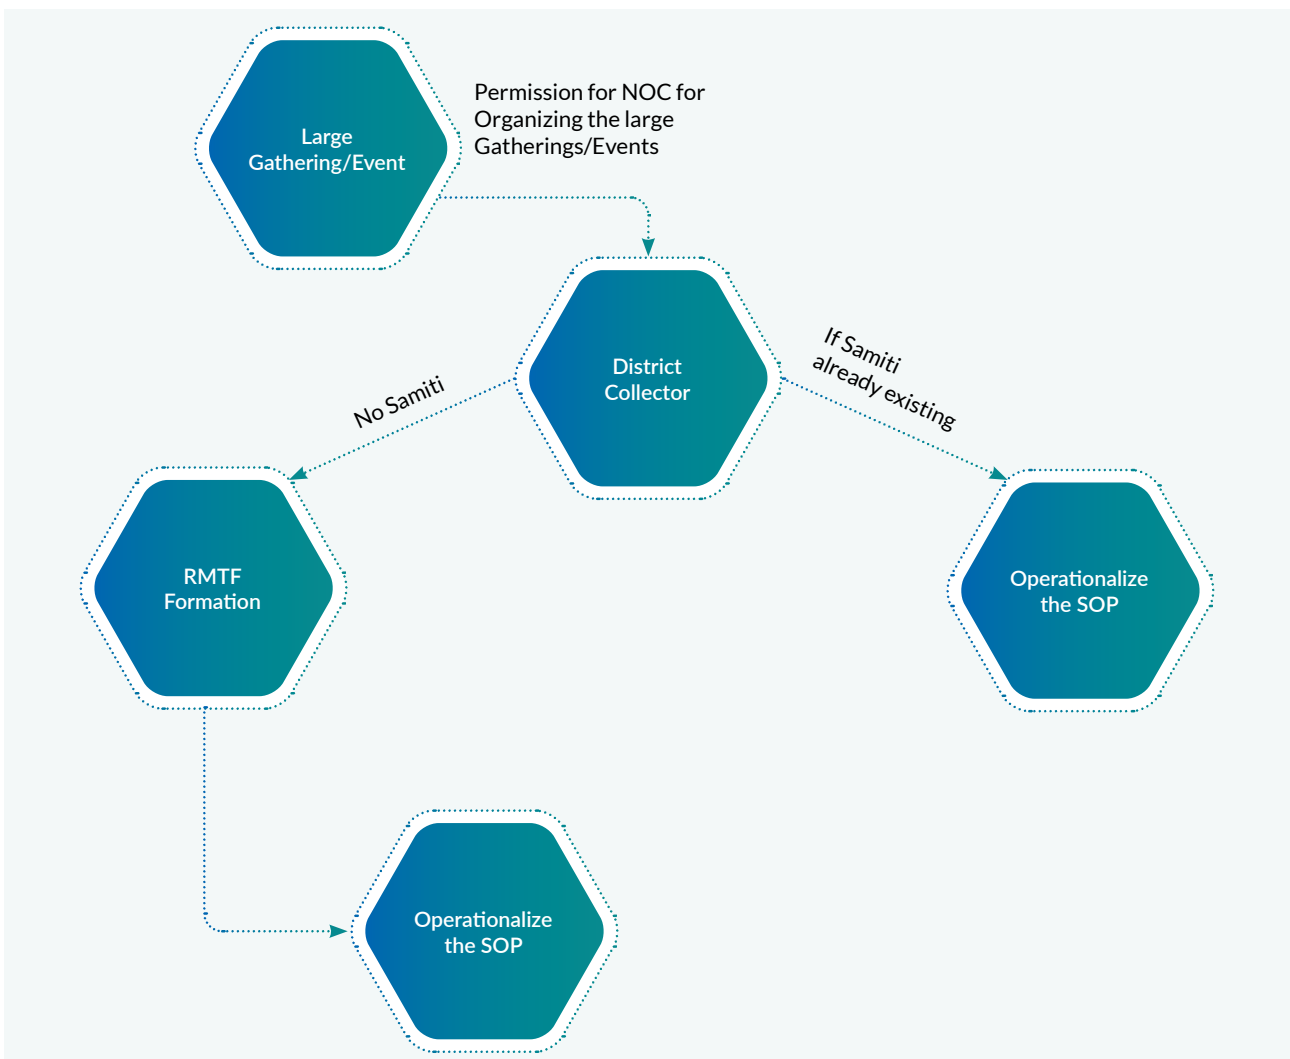 Large
Gathering/Event
Permission for NOC for
Organizing the large
Gatherings/Events
District
Collector
No Samiti
If Samiti
already existing
RMTF
Formation
Operationalize
the SOP
Operationalize
the SOP